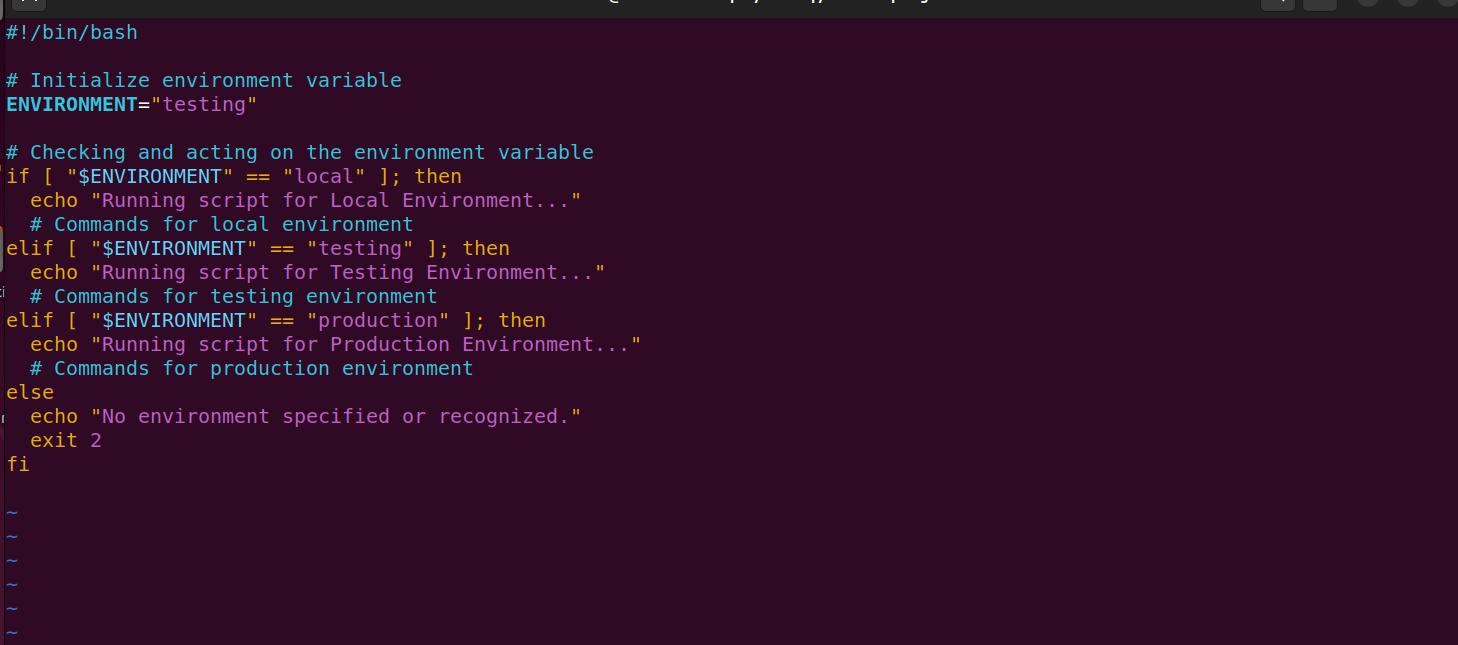 #!/bin/bash
# Initialize environment variable
ENVIRONMENT="testing"
# Checking and acting on the environment variable
if [ "$ENVIRONMENT" == "local" ]; then
  echo "Running script for Local Environment..."
  # Commands for local environment
elif [ "$ENVIRONMENT" == "testing" ]; then
  echo "Running script for Testing Environment..."
  # Commands for testing environment
elif [ "$ENVIRONMENT" == "production" ]; then
  echo "Running script for Production Environment..."
  # Commands for production environment
else
  echo "No environment specified or recognized."
  exit 2
fi
~
~
~
~
~
~